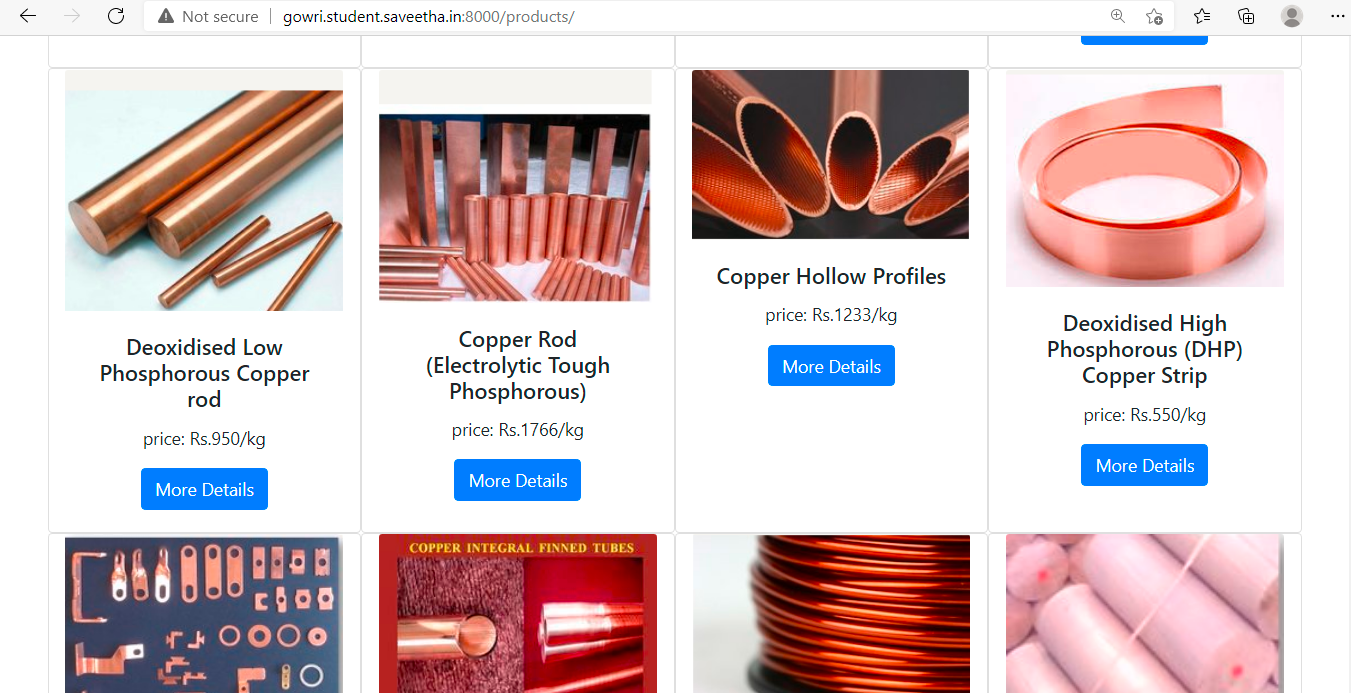 Not secure | gowri.student.saveetha.in:8000/products/
Deoxidised Low
Phosphorous Copper
rod
price: Rs.950/kg
More Details
Copper Rod
(Electrolytic Tough
Phosphorous)
price: Rs.1766/kg
More Details
Copper Hollow Profiles
price: Rs.1233/kg
More Details
Deoxidised High
Phosphorous (DHP)
Copper Strip
price: Rs.550/kg
More Details
COPPER INTEGRAL FINNED TUBES